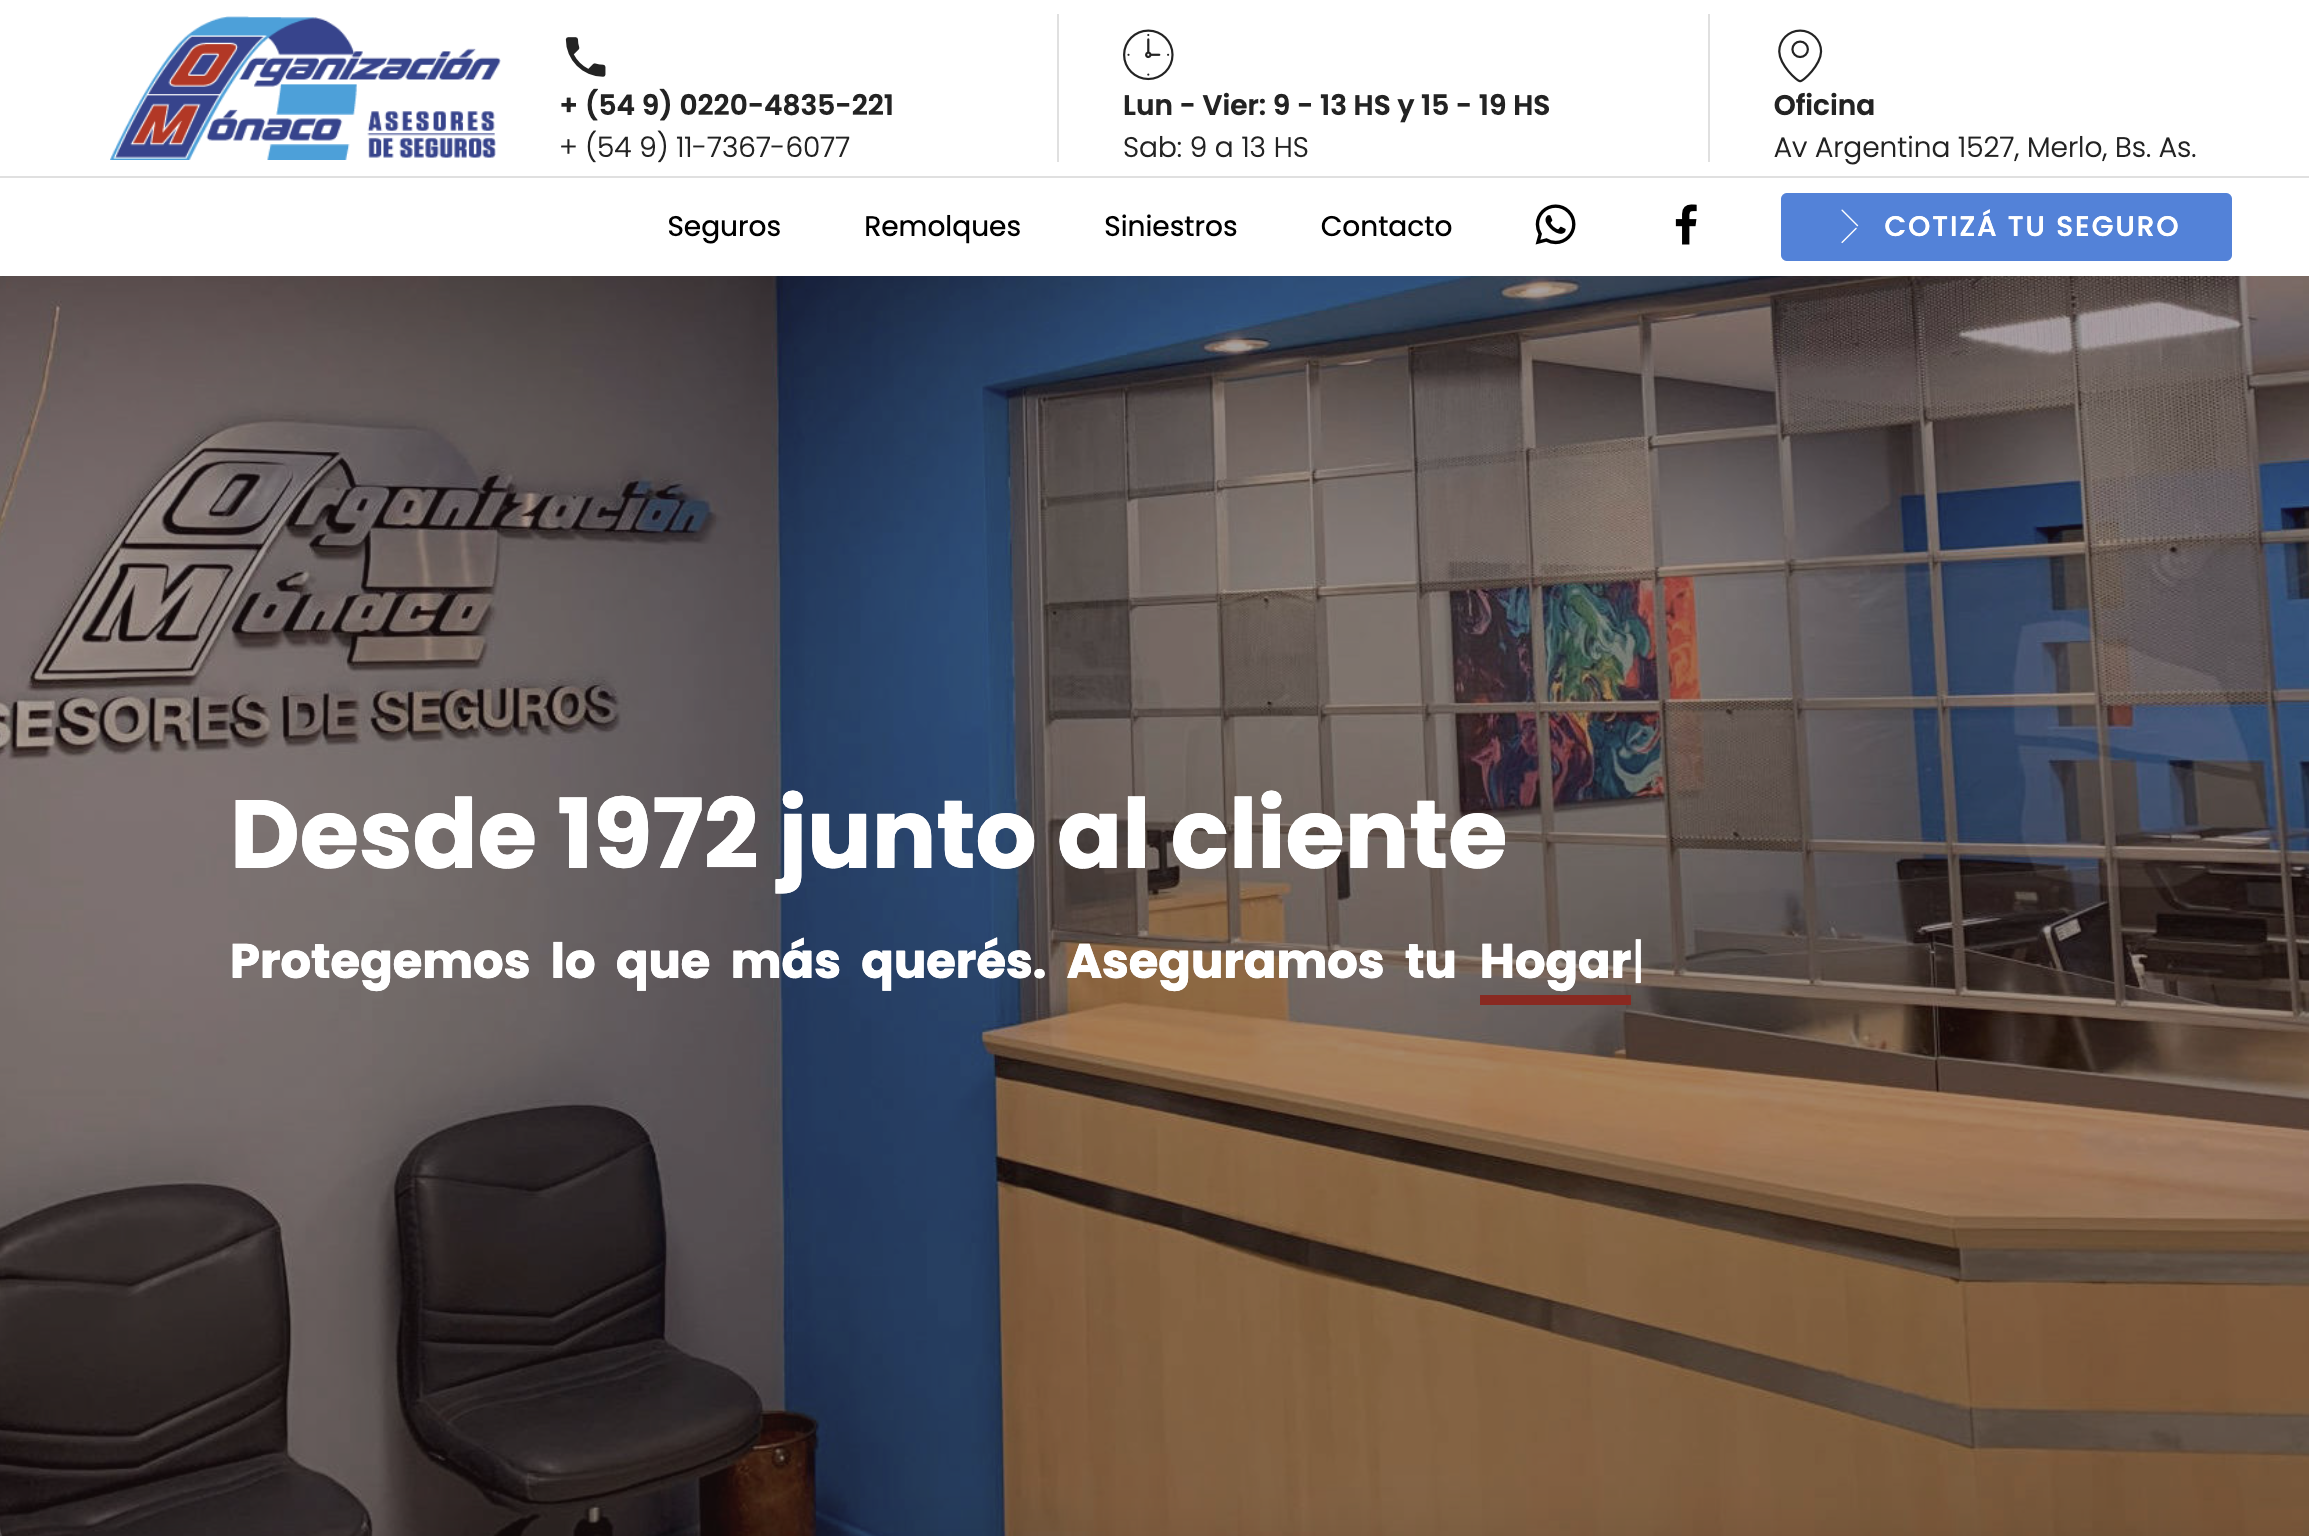 Organización
Mónaco
ASESORES
DE SEGUROS
+ (54 9) 0220-4835-221
+ (54 9) 11-7367-6077
Lun - Vier: 9 - 13 HS y 15 - 19 HS
Sab: 9 a 13 HS
Oficina
Av Argentina 1527, Merlo, Bs. As.
Seguros
Remolques
Siniestros
Contacto
COTIZÁ TU SEGURO
Organización
Mónaco
SESORES DE SEGUROS
Desde 1972 junto al cliente
Protegemos lo que más querés. Aseguramos tu Hogar|